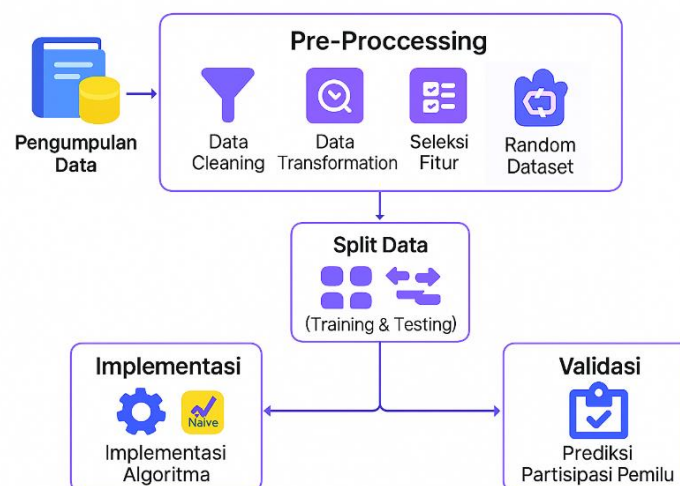 Pre-Proccessing
Pengumpulan
Data
Data
Cleaning
Data
Transformation
Seleksi
Fitur
Random
Dataset
Split Data
(Training & Testing)
Implementasi
Naive
Implementasi
Algoritma
Validasi
Prediksi
Partisipasi Pemilu